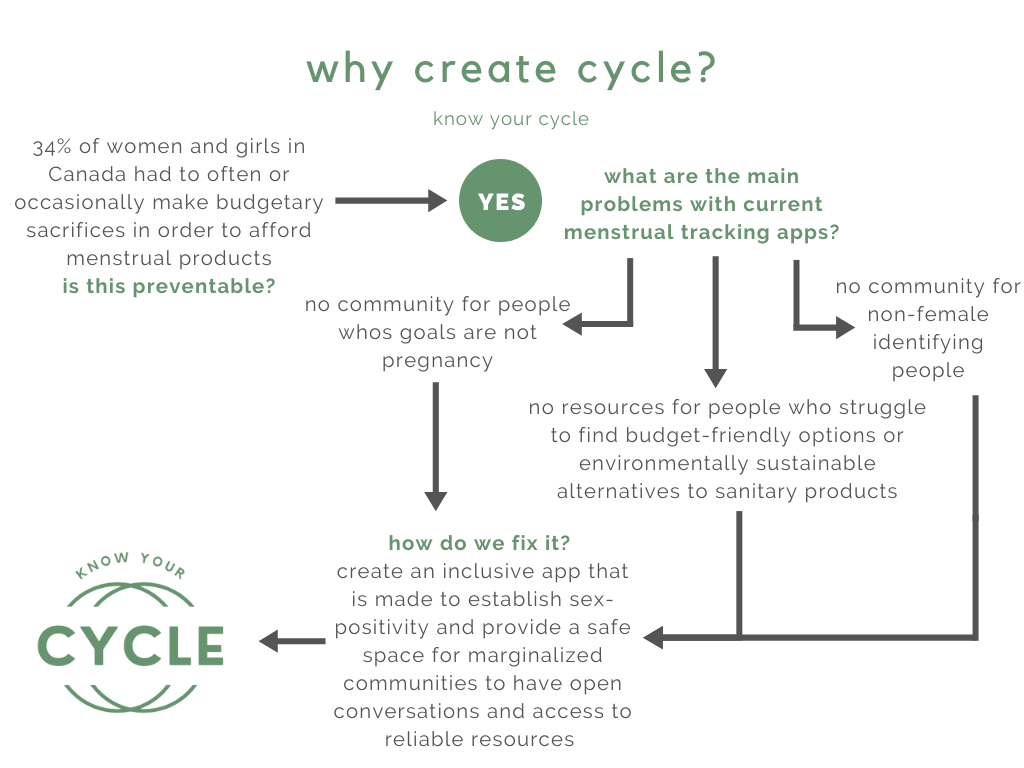 why create cycle?
know your cycle
34% of women and girls in
Canada had to often or
occasionally make budgetary
sacrifices in order to afford
menstrual products
is this preventable?
YES
what are the main
problems with current
menstrual tracking apps?
no community for people
whos goals are not
pregnancy
no resources for people who struggle
to find budget-friendly options or
environmentally sustainable
alternatives to sanitary products
no community for
non-female
identifying
people
how do we fix it?
create an inclusive app that
is made to establish sex-
positivity and provide a safe
space for marginalized
communities to have open
conversations and access to
reliable resources
KNOW YOUR
CYCLE